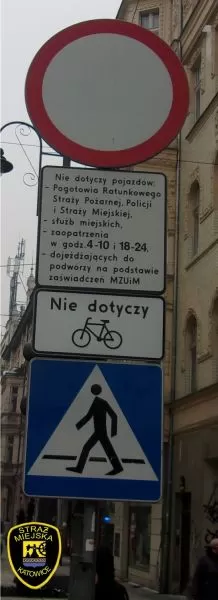 Nie dotyczy pojazdów:
- Pogotowia Ratunkowego
Straży Pożarnej, Policji
i Straży Miejskiej,
- służb miejskich,
- zaopatrzenia
w godz. 4-10 i 18-24,
- dojeżdżających do
podwórzy na podstawie
zaświadczeń MZUiM
Nie dotyczy
STRAŻ
MIEJSKA
KATOWICE